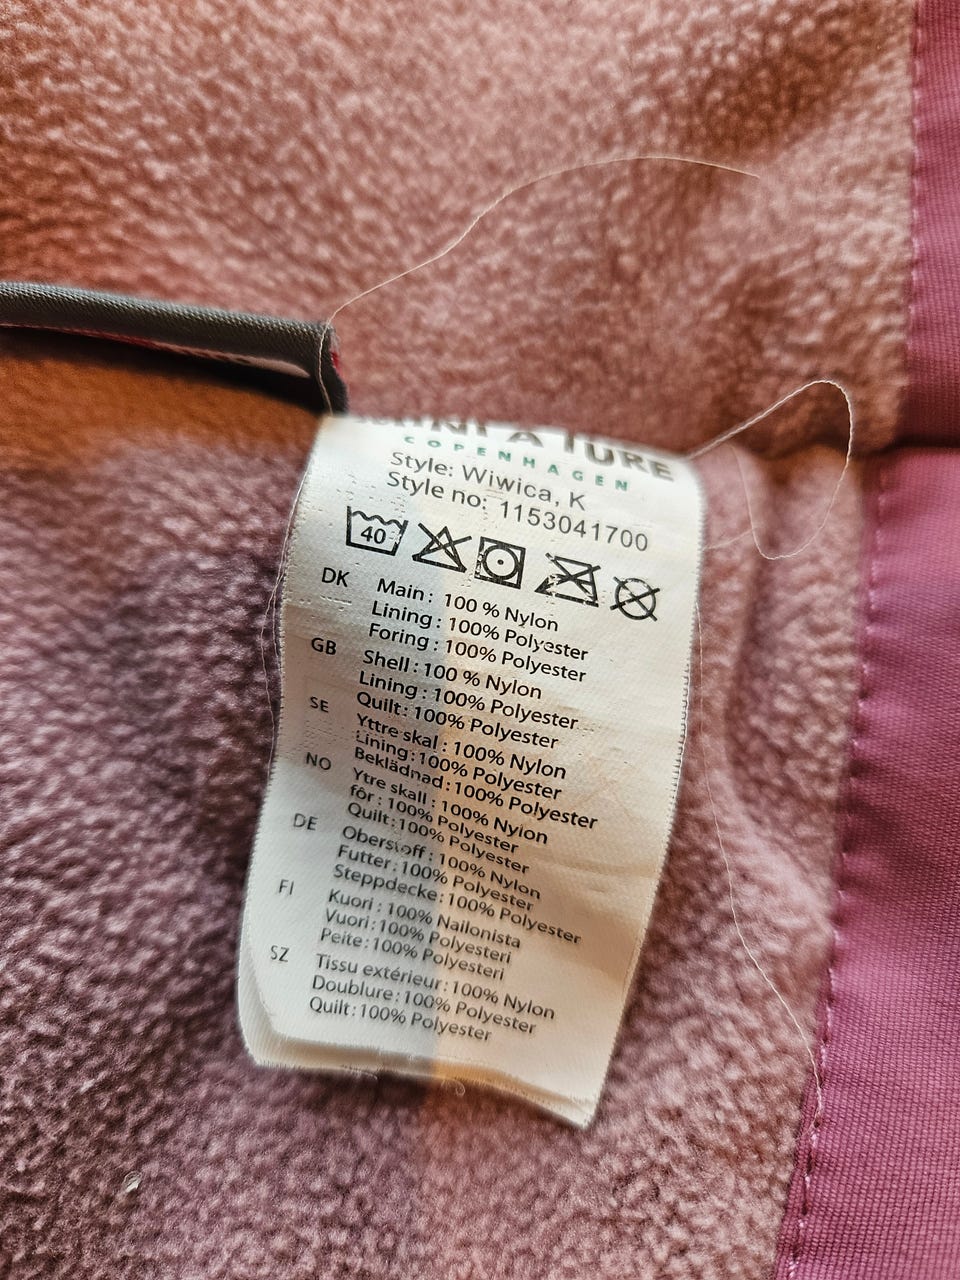 MINI A TURE
COPENHAGEN
Style: Wiwica, K
Style no: 1153041700
40
DK Main: 100 % Nylon
Lining: 100% Polyester
Foring: 100% Polyester
GB Shell: 100 % Nylon
Lining: 100% Polyester
Quilt: 100% Polyester
SE Yttre skal: 100% Nylon
Lining: 100% Polyester
Beklädnad: 100% Polyester
NO Ytre skall: 100% Nylon
fôr: 100% Polyester
Quilt: 100% Polyester
DE Oberstoff: 100% Nylon
Futter: 100% Polyester
Steppdecke: 100% Polyester
FI Kuori: 100% Nailonista
Vuori: 100% Polyesteri
Peite: 100% Polyesteri
SZ Tissu extérieur: 100% Nylon
Doublure: 100% Polyester
Quilt: 100% Polyester